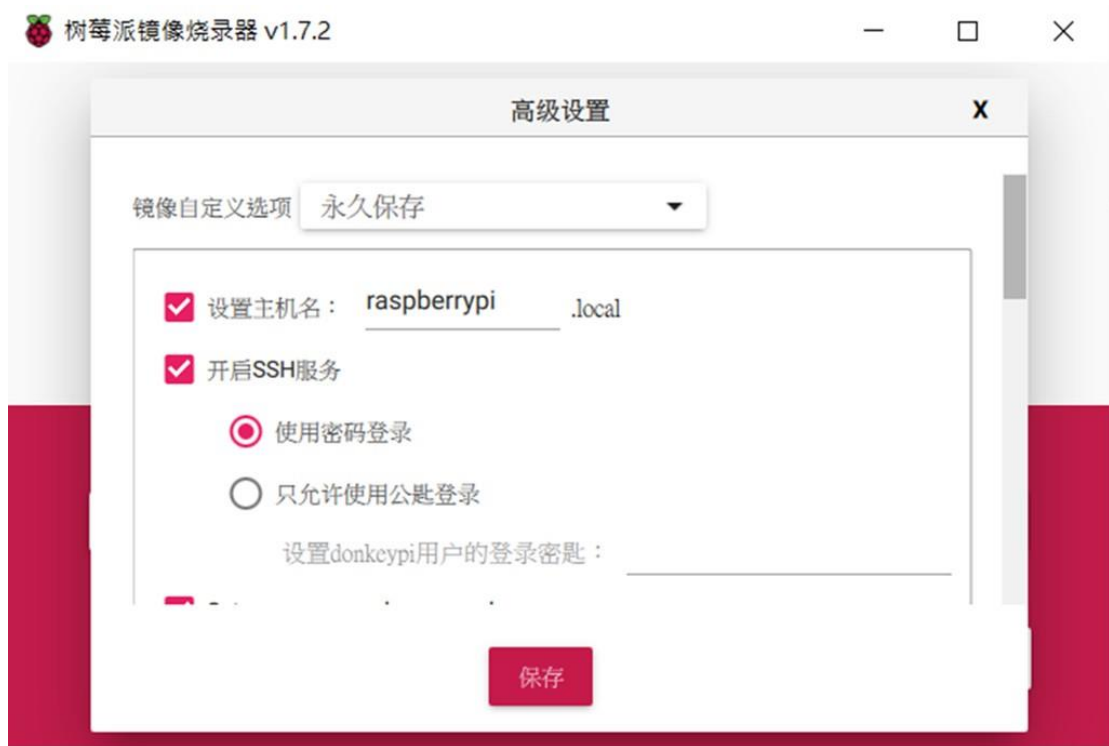 树莓派镜像烧录器 v1.7.2
高级设置 X
镜像自定义选项 永久保存
设置主机名： raspberrypi .local
开启SSH服务
使用密码登录
只允许使用公匙登录
设置donkeypi用户的登录密匙：
保存